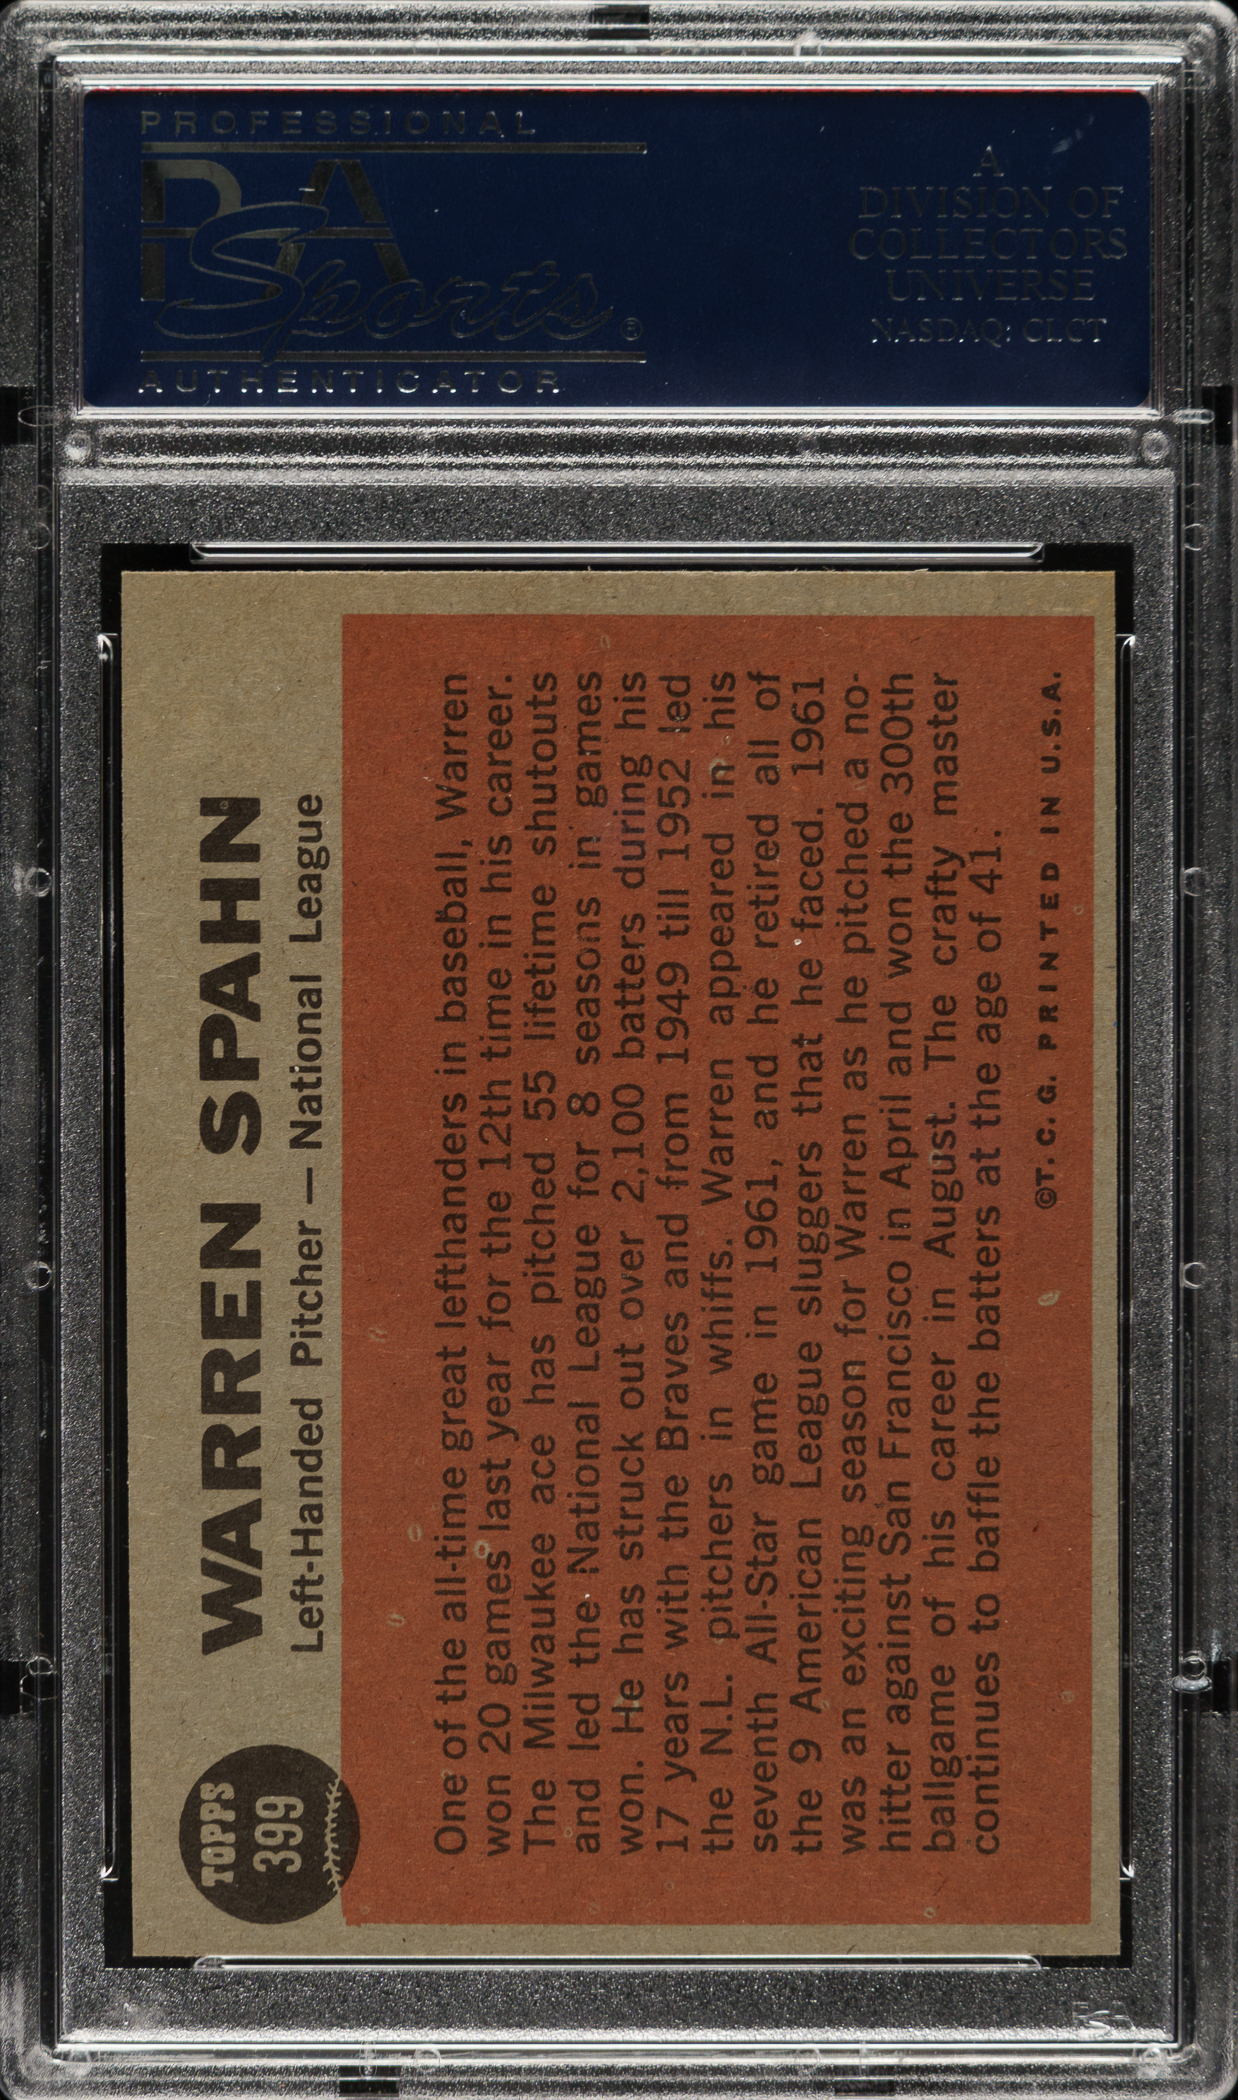 PROFESSIONAL
PSA
Sports ®
AUTHENTICATOR
A
DIVISION OF
COLLECTORS
UNIVERSE
NASDAQ: CLCT
TOPPS
399
WARREN SPAHN
Left-Handed Pitcher — National League
One of the all-time great lefthanders in baseball, Warren
won 20 games last year for the 12th time in his career.
The Milwaukee ace has pitched 55 lifetime shutouts
and led the National League for 8 seasons in games
won. He has struck out over 2,100 batters during his
17 years with the Braves and from 1949 till 1952 led
the N.L. pitchers in whiffs. Warren appeared in his
seventh All-Star game in 1961, and he retired all of
the 9 American League sluggers that he faced. 1961
was an exciting season for Warren as he pitched a no-
hitter against San Francisco in April and won the 300th
ballgame of his career in August. The crafty master
continues to baffle the batters at the age of 41.
©T. C. G. PRINTED IN U.S.A.